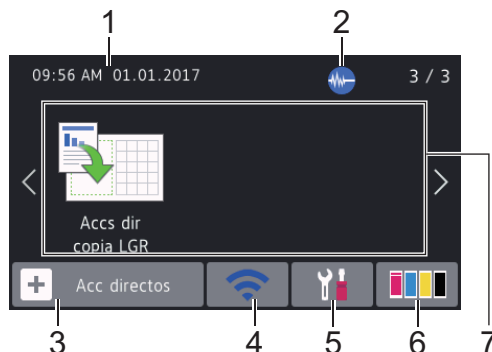 1 2
09:56 AM 01.01.2017 3 / 3
Accs dir
copia LGR
Acc directos
3 4 5 6 7